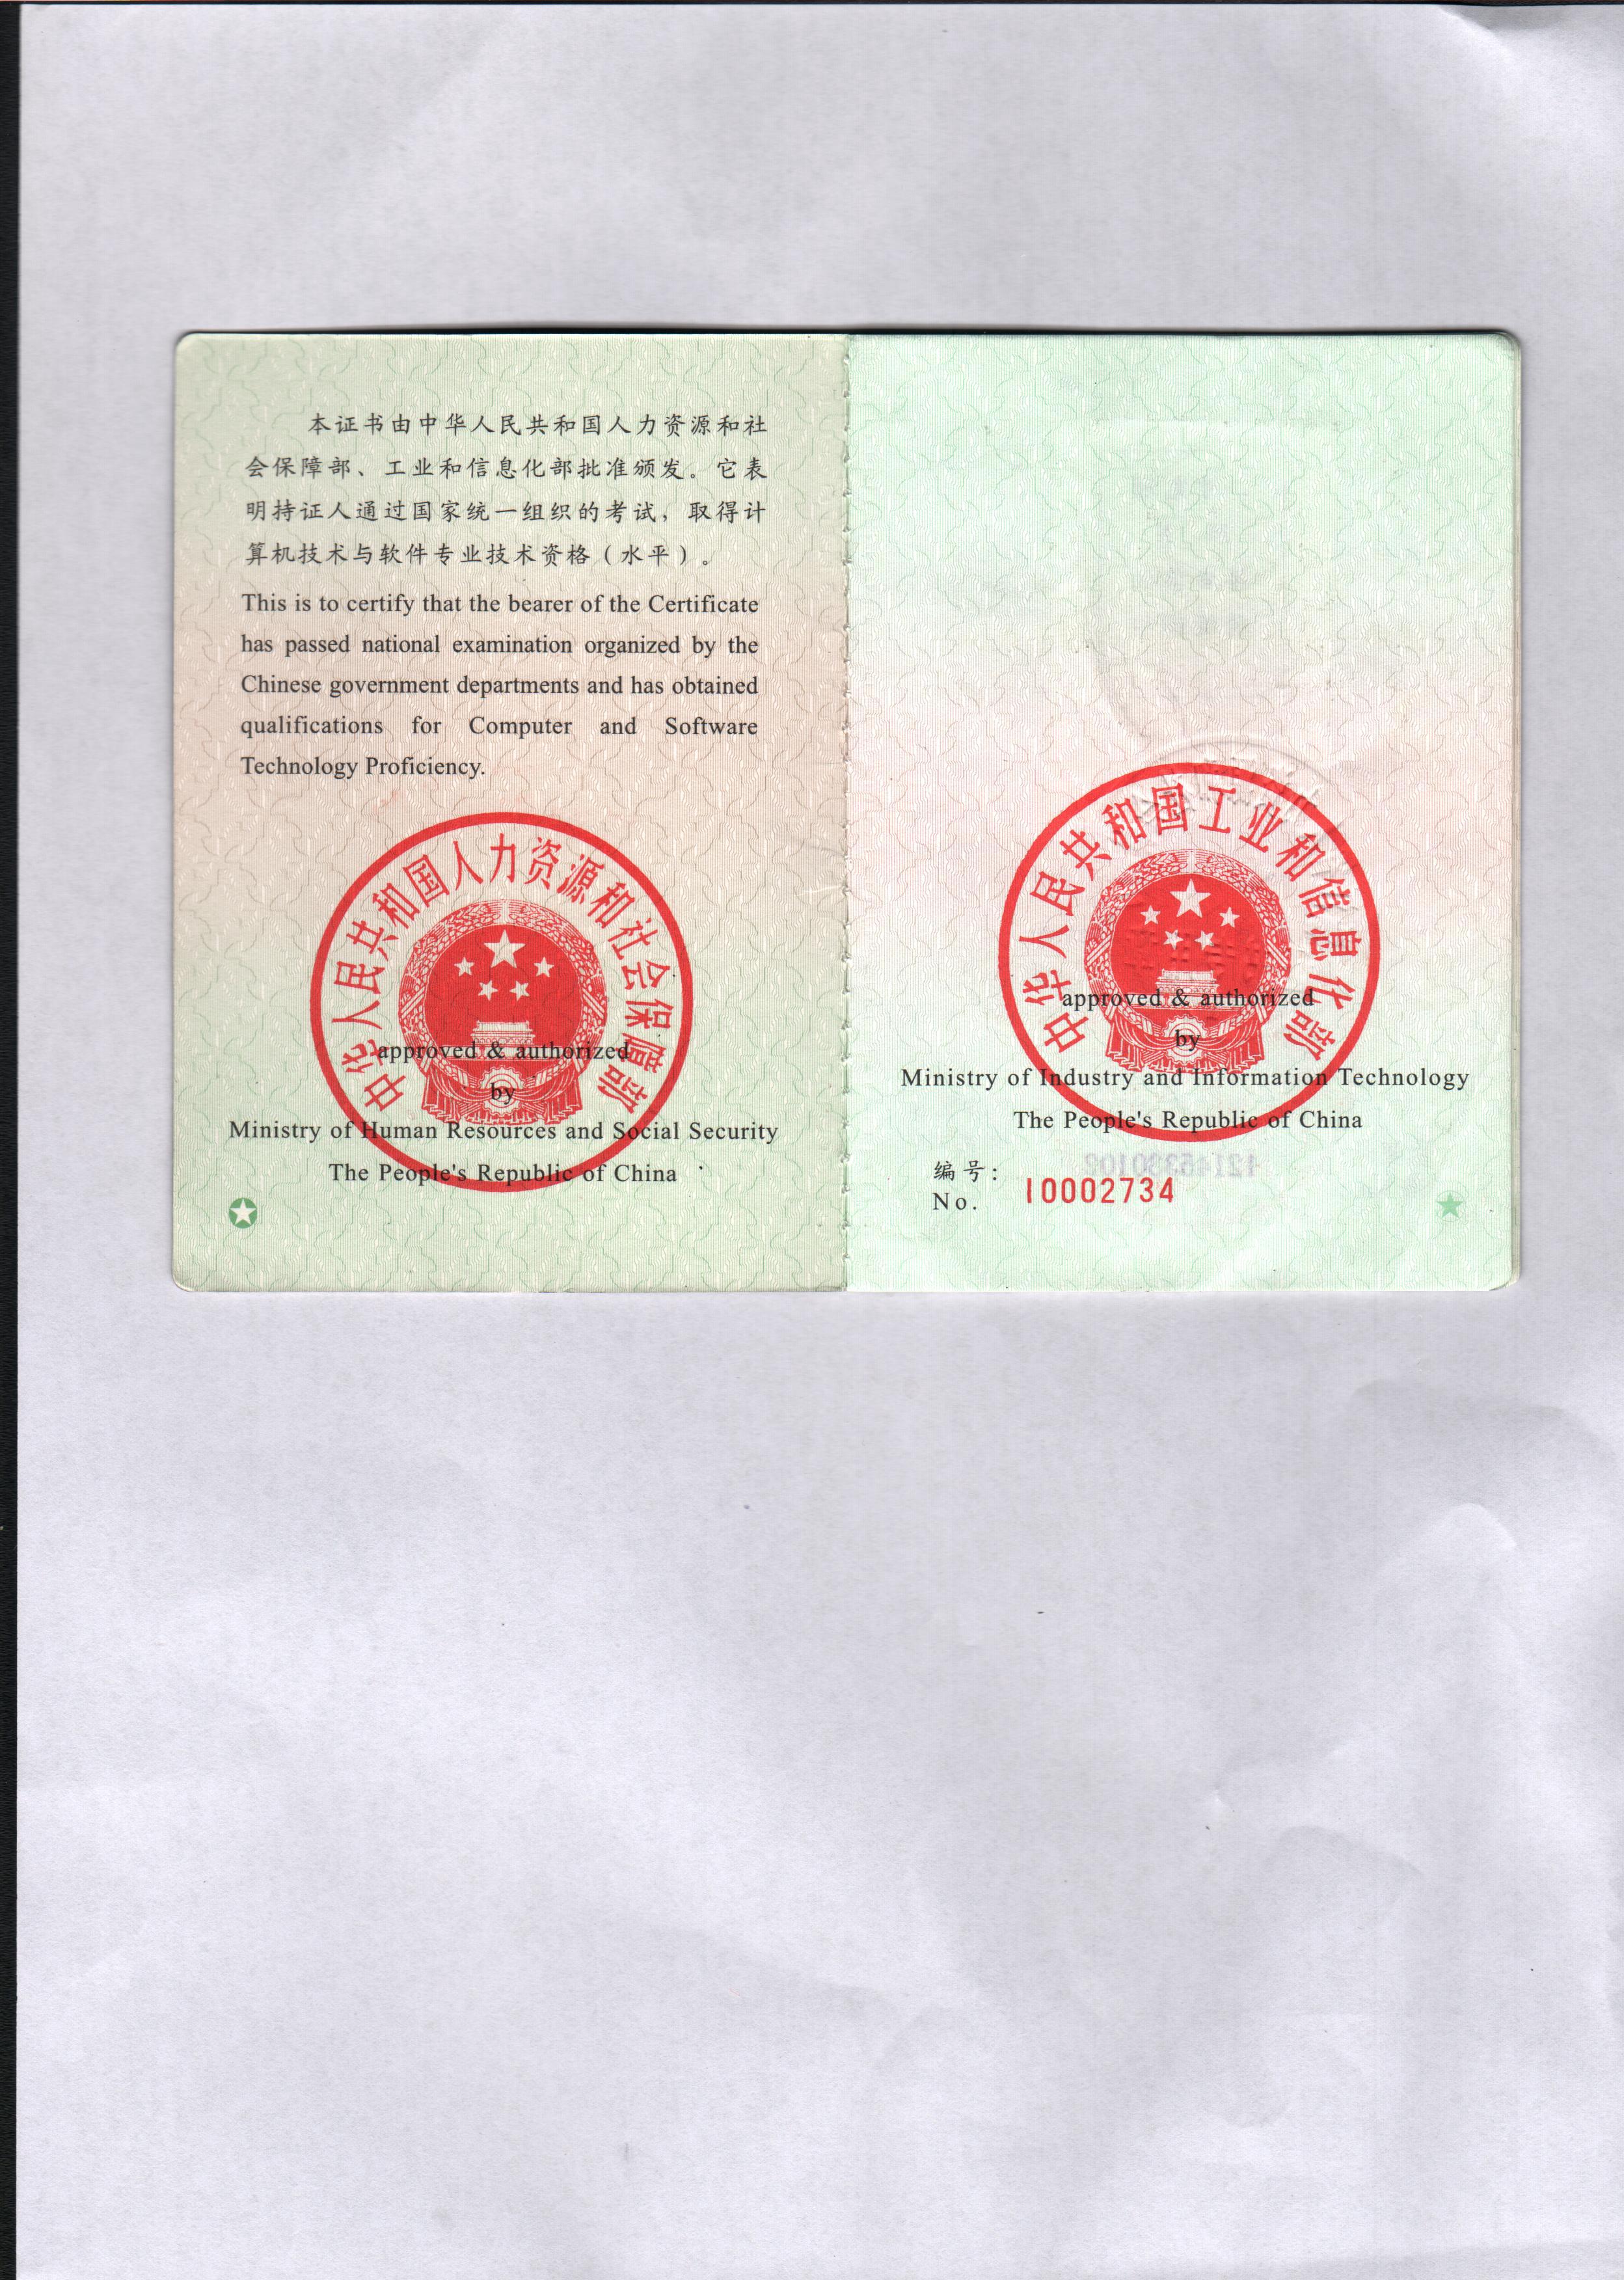 本证书由中华人民共和国人力资源和社
会保障部、工业和信息化部批准颁发。它表
明持证人通过国家统一组织的考试，取得计
算机技术与软件专业技术资格（水平）。
This is to certify that the bearer of the Certificate
has passed national examination organized by the
Chinese government departments and has obtained
qualifications for Computer and Software
Technology Proficiency.
中华人民共和国人力资源和社会保障部
approved & authorized
by
Ministry of Human Resources and Social Security
The People's Republic of China
中华人民共和国工业和信息化部
approved & authorized
by
Ministry of Industry and Information Technology
The People's Republic of China
编号:
No. 10002734